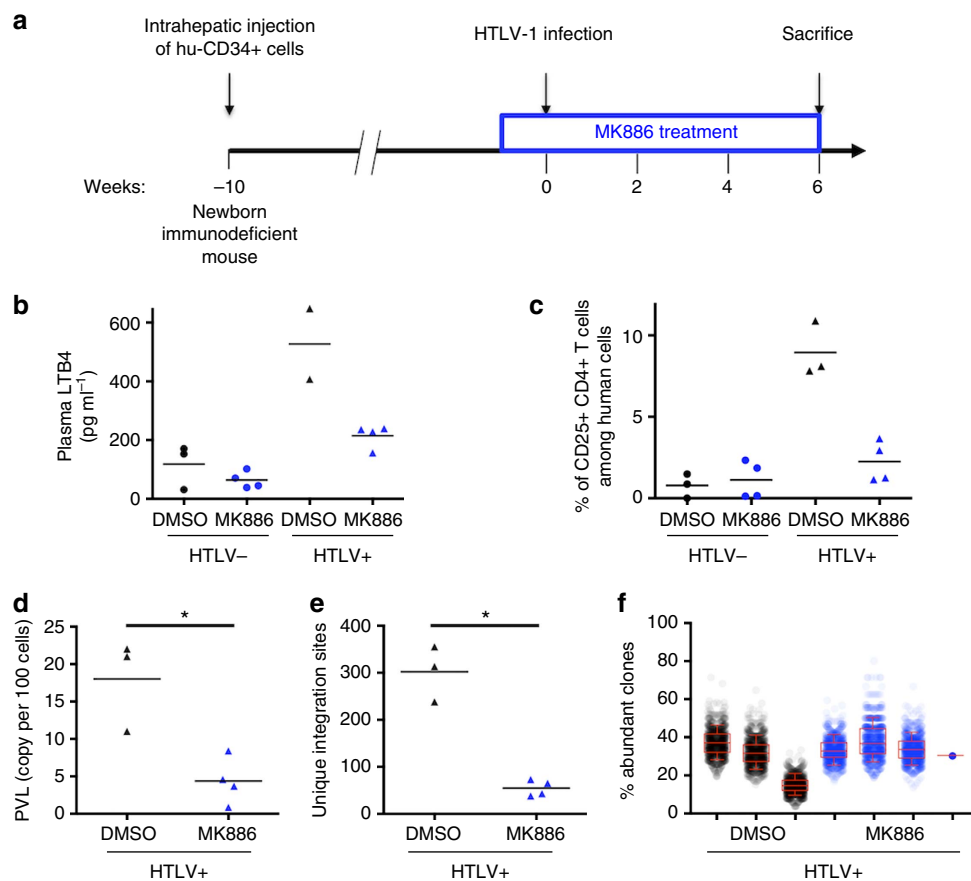 a
Intrahepatic injection
of hu-CD34+ cells
HTLV-1 infection
Sacrifice
MK886 treatment
Weeks:
–10
0
2
4
6
Newborn
immunodeficient
mouse
b
Plasma LTB4
(pg ml⁻¹)
600
400
200
0
DMSO MK886 DMSO MK886
HTLV–
HTLV+
c
% of CD25+ CD4+ T cells
among human cells
10
5
0
DMSO MK886 DMSO MK886
HTLV–
HTLV+
d
PVL (copy per 100 cells)
25
20
15
10
5
0
*
DMSO MK886
HTLV+
e
Unique integration sites
400
300
200
100
0
*
DMSO MK886
HTLV+
f
% abundant clones
100
80
60
40
20
0
DMSO MK886
HTLV+